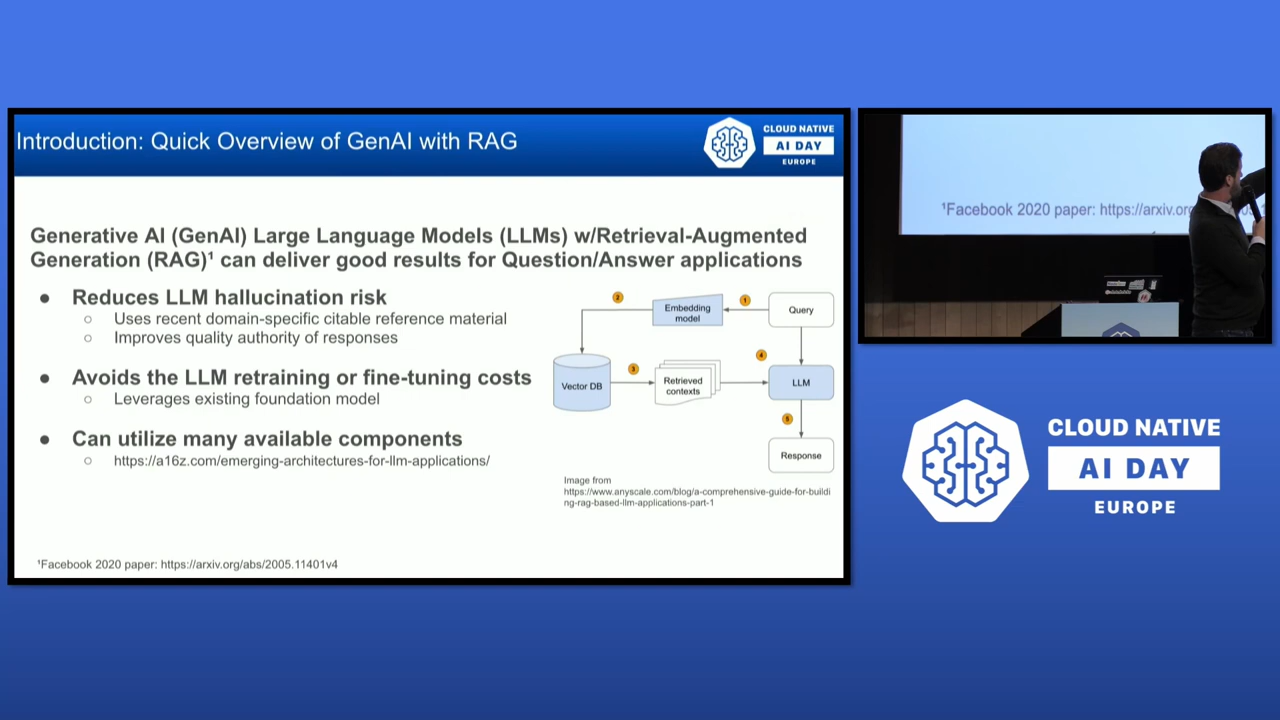 Introduction: Quick Overview of GenAI with RAG
CLOUD NATIVE
AI DAY
EUROPE
Generative AI (GenAI) Large Language Models (LLMs) w/Retrieval-Augmented
Generation (RAG)¹ can deliver good results for Question/Answer applications
● Reduces LLM hallucination risk
○ Uses recent domain-specific citable reference material
○ Improves quality authority of responses
● Avoids the LLM retraining or fine-tuning costs
○ Leverages existing foundation model
● Can utilize many available components
○ https://a16z.com/emerging-architectures-for-llm-applications/
2
Embedding
model
1
Query
Vector DB
3
Retrieved
contexts
4
LLM
5
Response
Image from
https://www.anyscale.com/blog/a-comprehensive-guide-for-buildi
ng-rag-based-llm-applications-part-1
¹Facebook 2020 paper: https://arxiv.org/abs/2005.11401v4
¹Facebook 2020 paper: https://arxiv.org
CLOUD NATIVE
AI DAY
EUROPE